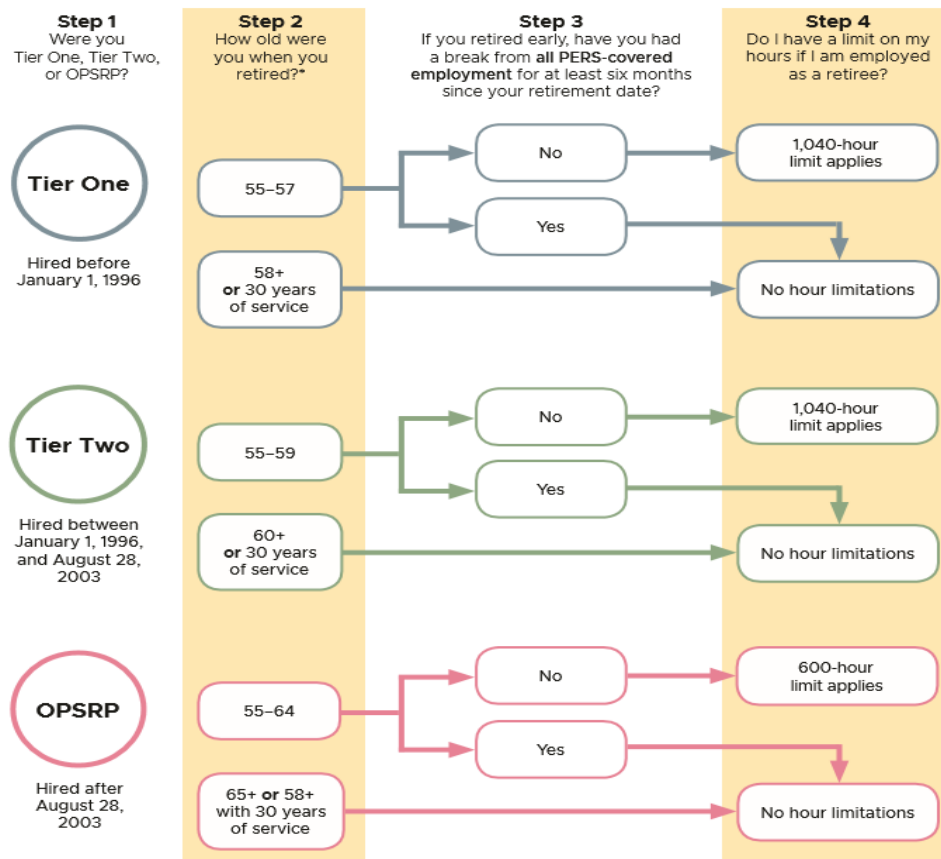 Step 1
Were you
Tier One, Tier Two,
or OPSRP?
Step 2
How old were
you when you
retired?*
Step 3
If you retired early, have you had
a break from all PERS-covered
employment for at least six months
since your retirement date?
Step 4
Do I have a limit on my
hours if I am employed
as a retiree?
Tier One
Hired before
January 1, 1996
55–57
No
1,040-hour
limit applies
Yes
58+
or 30 years
of service
No hour limitations
Tier Two
Hired between
January 1, 1996,
and August 28,
2003
55–59
No
1,040-hour
limit applies
Yes
60+
or 30 years
of service
No hour limitations
OPSRP
Hired after
August 28,
2003
55–64
No
600-hour
limit applies
Yes
65+ or 58+
with 30 years
of service
No hour limitations